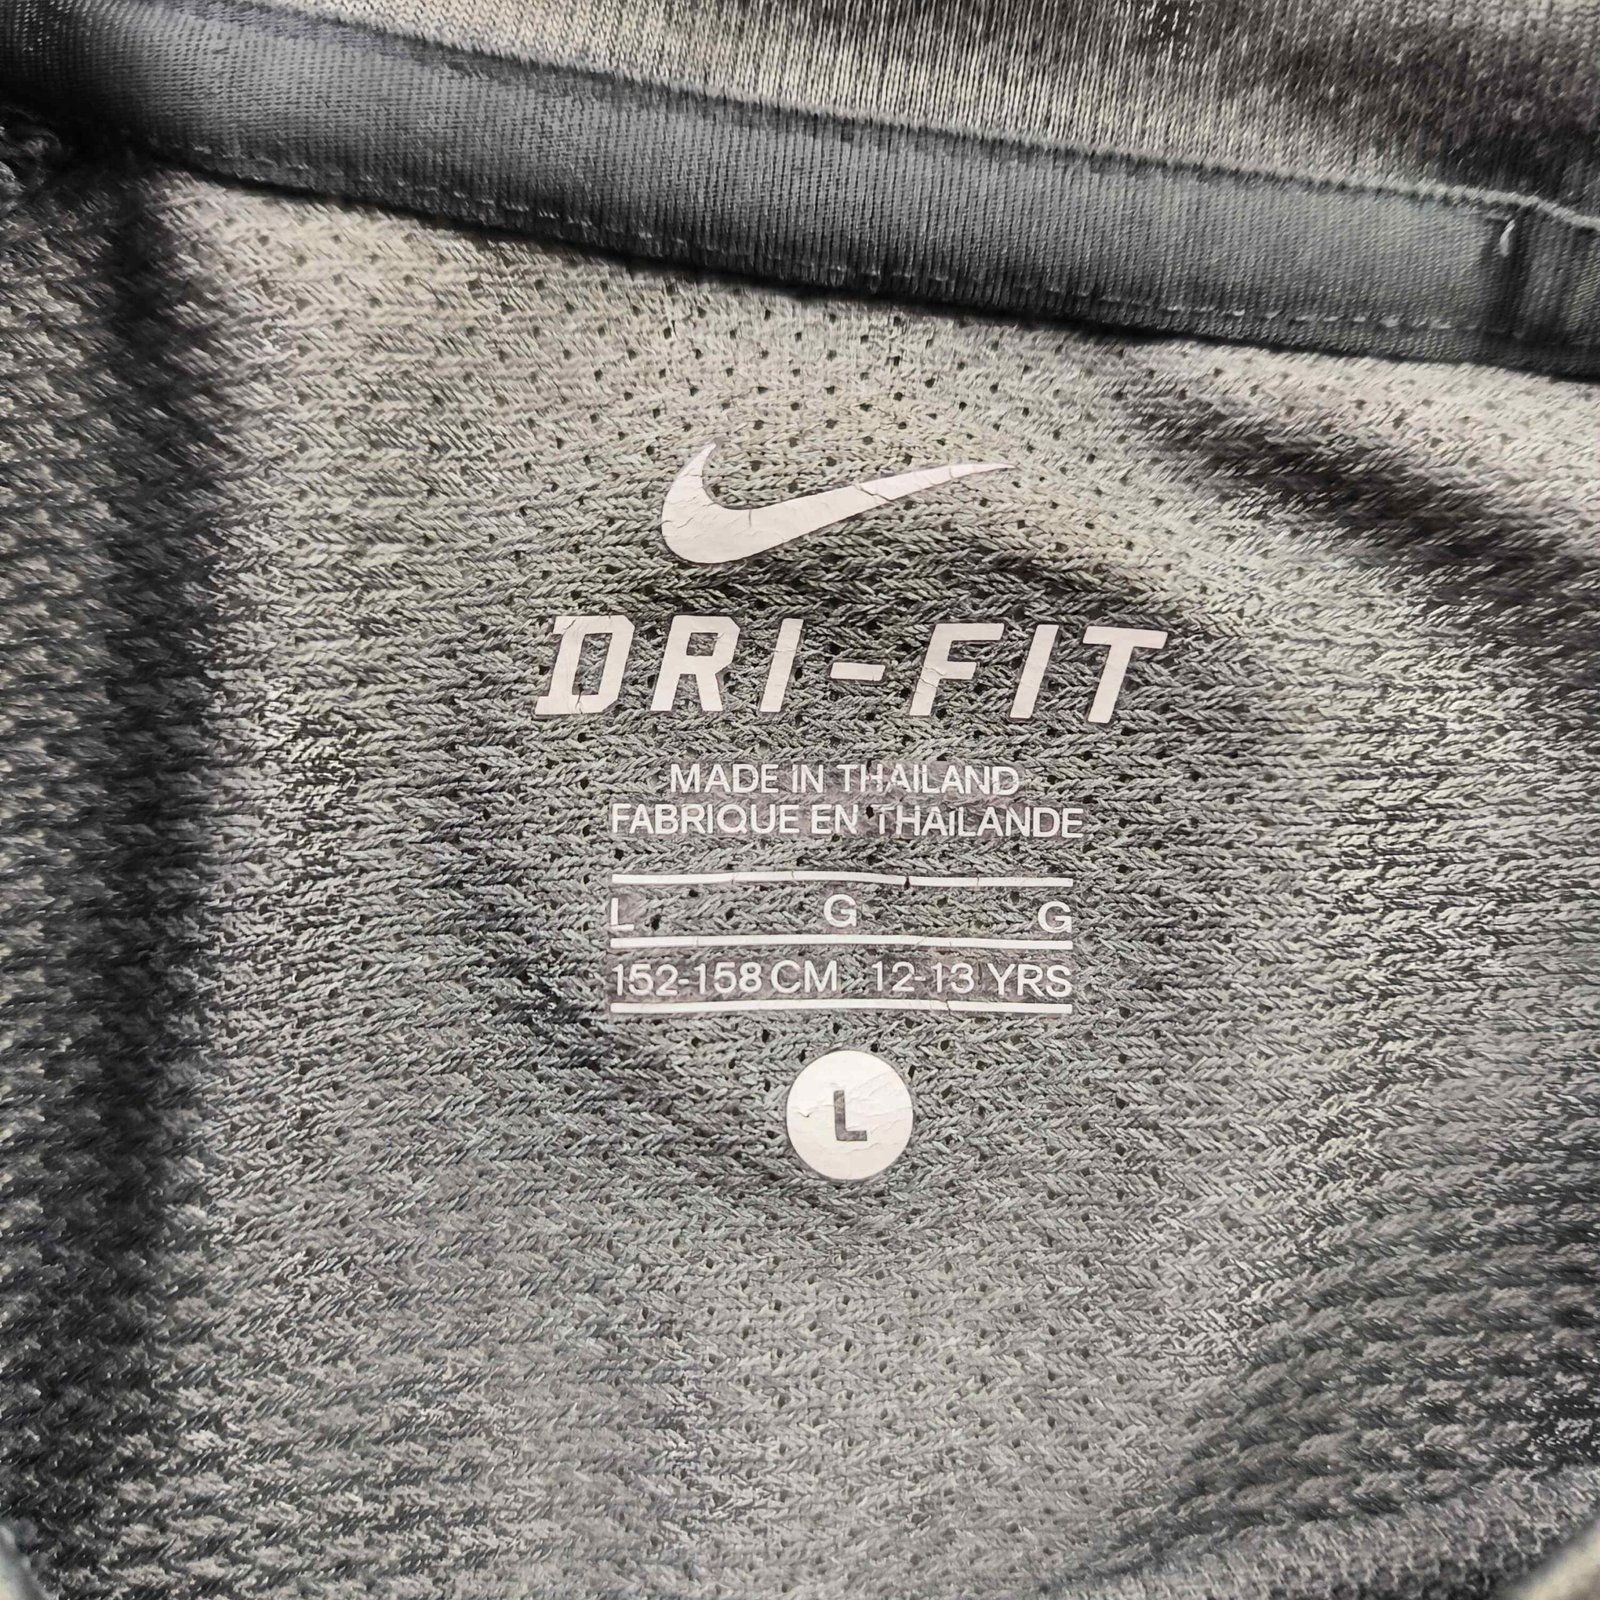 DRI-FIT
MADE IN THAILAND
FABRIQUE EN THAILANDE
L G G
152-158 CM 12-13 YRS
L